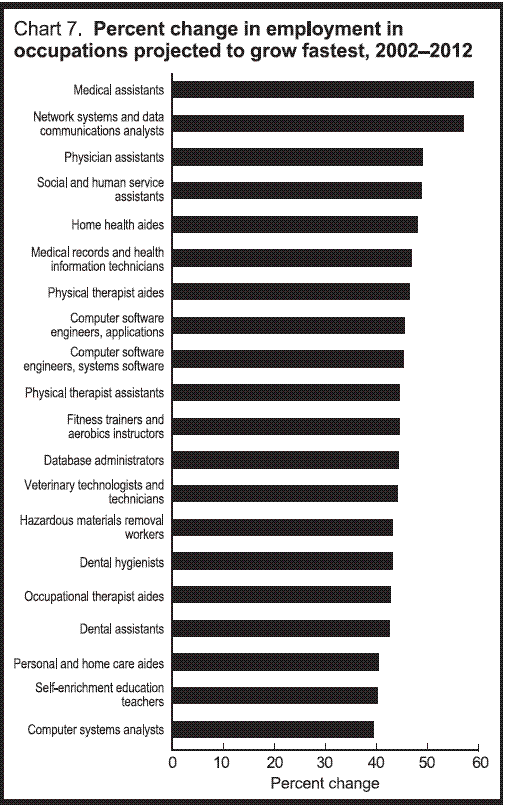 Chart 7. Percent change in employment in
occupations projected to grow fastest, 2002–2012
Medical assistants
Network systems and data
communications analysts
Physician assistants
Social and human service
assistants
Home health aides
Medical records and health
information technicians
Physical therapist aides
Computer software
engineers, applications
Computer software
engineers, systems software
Physical therapist assistants
Fitness trainers and
aerobics instructors
Database administrators
Veterinary technologists and
technicians
Hazardous materials removal
workers
Dental hygienists
Occupational therapist aides
Dental assistants
Personal and home care aides
Self-enrichment education
teachers
Computer systems analysts
0 10 20 30 40 50 60
Percent change